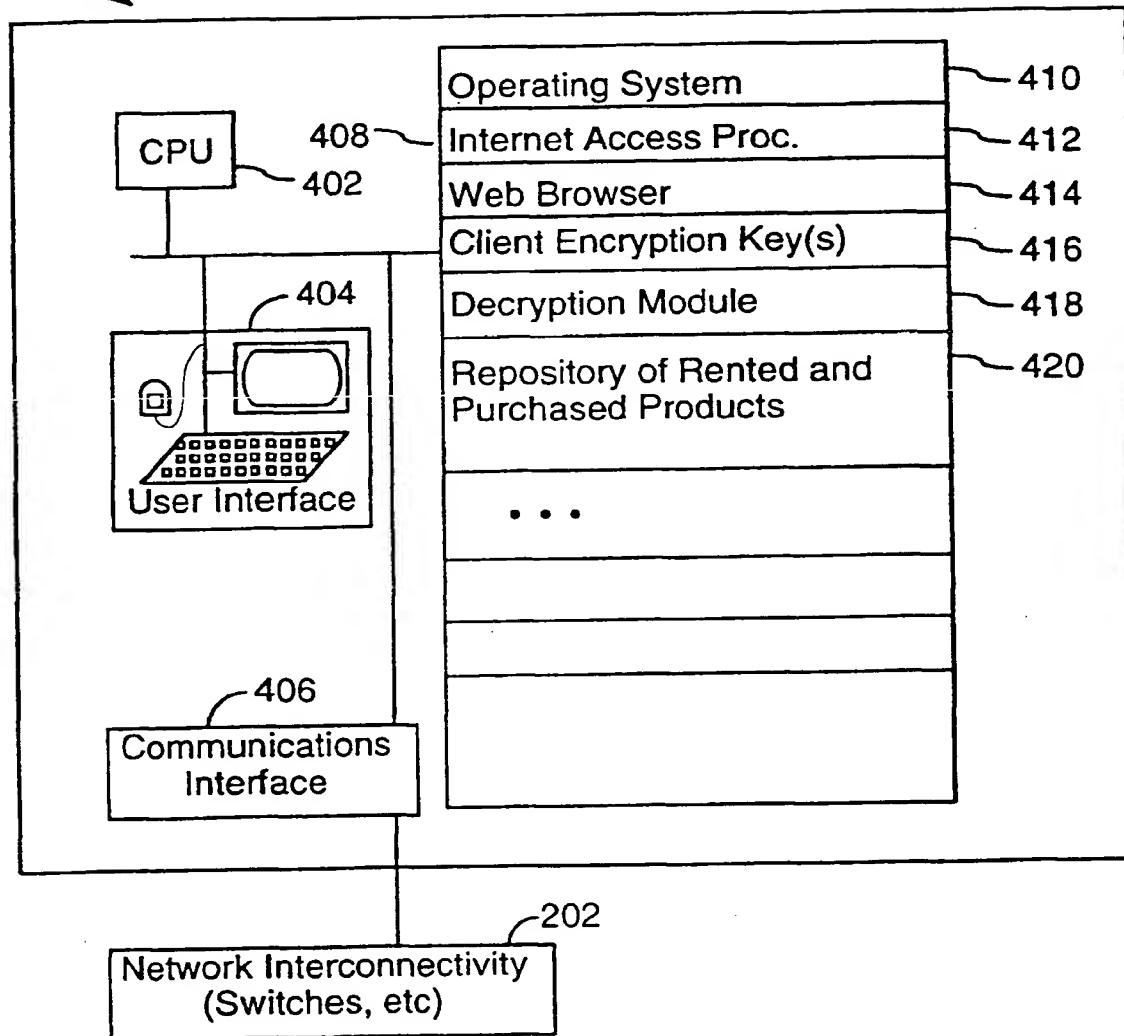 CPU
402
408
Operating System
410
Internet Access Proc.
412
Web Browser
414
Client Encryption Key(s)
416
Decryption Module
418
Repository of Rented and
Purchased Products
420
• • •
404
User Interface
406
Communications
Interface
202
Network Interconnectivity
(Switches, etc)